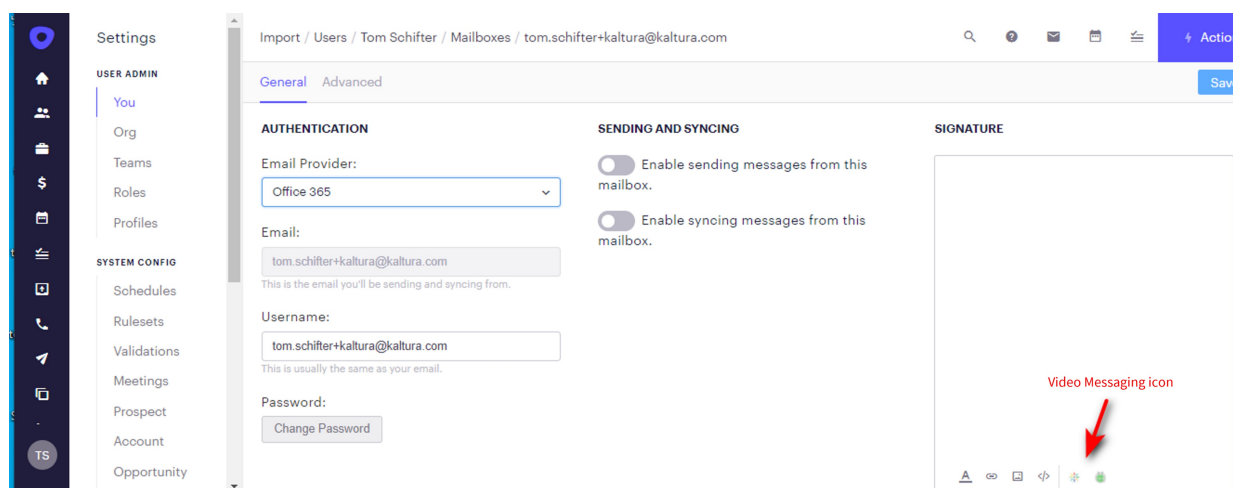 Settings
USER ADMIN
You
Org
Teams
Roles
Profiles
SYSTEM CONFIG
Schedules
Rulesets
Validations
Meetings
Prospect
Account
Opportunity
TS
Import / Users / Tom Schifter / Mailboxes / tom.schifter+kaltura@kaltura.com
Actio
General Advanced
Save
AUTHENTICATION
Email Provider:
Office 365
Email:
tom.schifter+kaltura@kaltura.com
This is the email you'll be sending and syncing from.
Username:
tom.schifter+kaltura@kaltura.com
This is usually the same as your email.
Password:
Change Password
SENDING AND SYNCING
Enable sending messages from this
mailbox.
Enable syncing messages from this
mailbox.
SIGNATURE
Video Messaging icon
A
</>